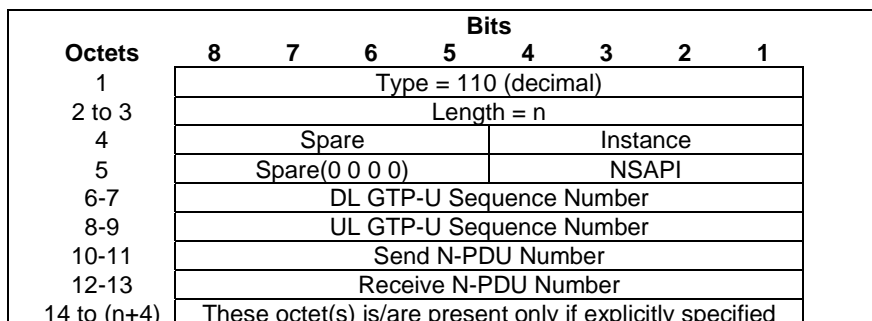 Bits
Octets 8 7 6 5 4 3 2 1
1 Type = 110 (decimal)
2 to 3 Length = n
4 Spare Instance
5 Spare(0 0 0 0) NSAPI
6-7 DL GTP-U Sequence Number
8-9 UL GTP-U Sequence Number
10-11 Send N-PDU Number
12-13 Receive N-PDU Number
14 to (n+4) These octet(s) is/are present only if explicitly specified